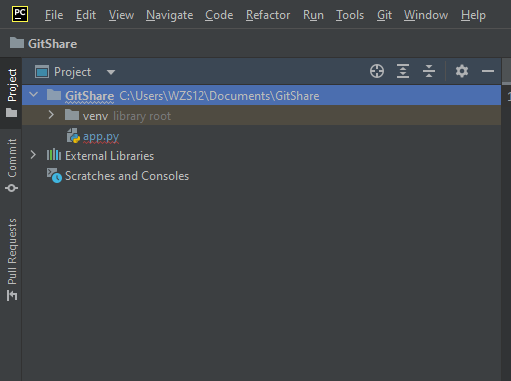 PC File Edit View Navigate Code Refactor Run Tools Git Window Help
GitShare
Project
Project
GitShare C:\Users\WZS12\Documents\GitShare
1
venv library root
app.py
External Libraries
Scratches and Consoles
Commit
Pull Requests